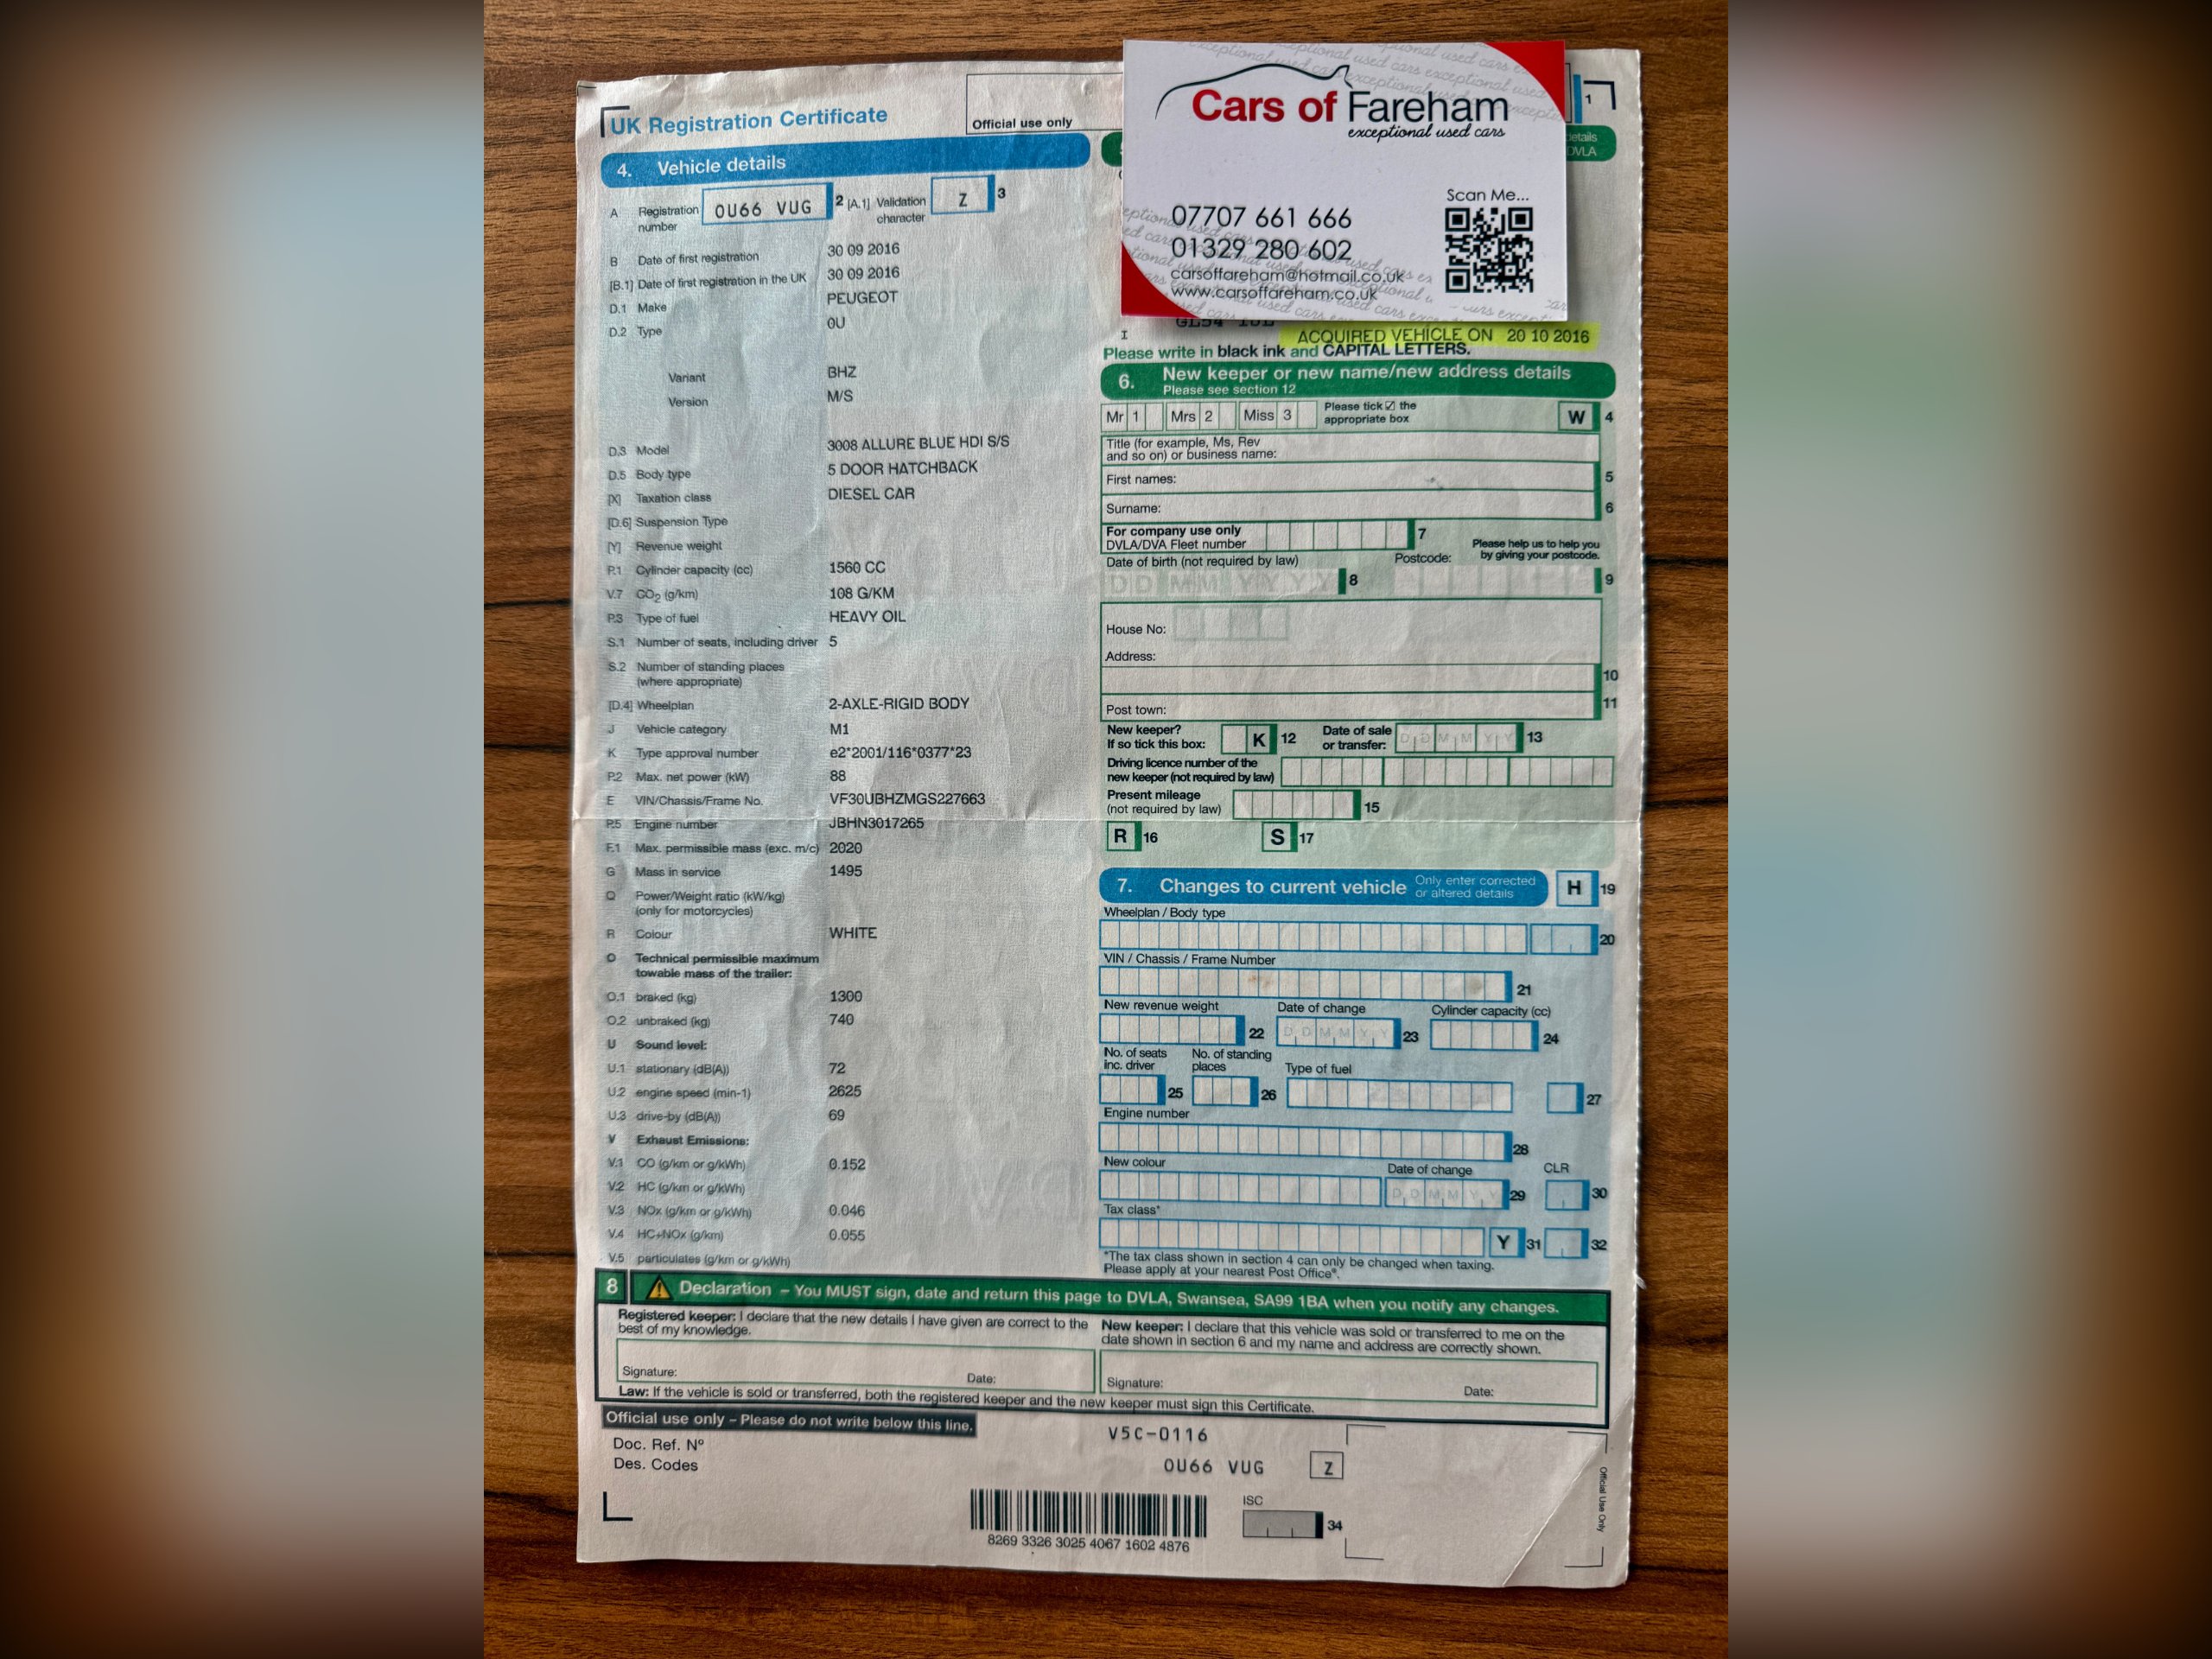 UK Registration Certificate
Official use only
1
4. Vehicle details
A Registration number OU66 VUG 2 [A.1] Validation character Z 3
B Date of first registration 30 09 2016
[B.1] Date of first registration in the UK 30 09 2016
D.1 Make PEUGEOT
D.2 Type 0U
Variant BHZ
Version M/S
D.3 Model 3008 ALLURE BLUE HDI S/S
D.5 Body type 5 DOOR HATCHBACK
[X] Taxation class DIESEL CAR
[D.6] Suspension Type
[Y] Revenue weight
P.1 Cylinder capacity (cc) 1560 CC
V.7 CO2 (g/km) 108 G/KM
P.3 Type of fuel HEAVY OIL
S.1 Number of seats, including driver 5
S.2 Number of standing places
(where appropriate)
[D.4] Wheelplan 2-AXLE-RIGID BODY
J Vehicle category M1
K Type approval number e2*2001/116*0377*23
P.2 Max. net power (kW) 88
E VIN/Chassis/Frame No. VF30UBHZMGS227663
P.5 Engine number JBHN3017265
F.1 Max. permissible mass (exc. m/c) 2020
G Mass in service 1495
Q Power/Weight ratio (kW/kg)
(only for motorcycles)
R Colour WHITE
O Technical permissible maximum
towable mass of the trailer:
O.1 braked (kg) 1300
O.2 unbraked (kg) 740
U Sound level:
U.1 stationary (dB(A)) 72
U.2 engine speed (min-1) 2625
U.3 drive-by (dB(A)) 69
V Exhaust Emissions:
V.1 CO (g/km or g/kWh) 0.152
V.2 HC (g/km or g/kWh)
V.3 NOx (g/km or g/kWh) 0.046
V.4 HC+NOx (g/km) 0.055
V.5 particulates (g/km or g/kWh)
Cars of Fareham
exceptional used cars
Scan Me...
07707 661 666
01329 280 602
carsoffareham@hotmail.co.uk
www.carsoffareham.co.uk
DVLA
I ACQUIRED VEHICLE ON 20 10 2016
Please write in black ink and CAPITAL LETTERS.
6. New keeper or new name/new address details
Please see section 12
Mr 1 Mrs 2 Miss 3 Please tick ☑ the appropriate box W 4
Title (for example, Ms, Rev
and so on) or business name:
First names: 5
Surname: 6
For company use only
DVLA/DVA Fleet number 7
Please help us to help you
by giving your postcode.
Date of birth (not required by law) Postcode:
D D M M Y Y Y Y 8 9
House No:
Address:
10
Post town: 11
New keeper?
If so tick this box: K 12 Date of sale or transfer: D D M M Y Y 13
Driving licence number of the
new keeper (not required by law)
Present mileage
(not required by law) 15
R 16 S 17
7. Changes to current vehicle Only enter corrected or altered details H 19
Wheelplan / Body type
20
VIN / Chassis / Frame Number
21
New revenue weight Date of change Cylinder capacity (cc)
22 D D M M Y Y 23 24
No. of seats inc. driver No. of standing places Type of fuel
25 26 27
Engine number
28
New colour Date of change CLR
D D M M Y Y 29 30
Tax class*
Y 31 32
*The tax class shown in section 4 can only be changed when taxing.
Please apply at your nearest Post Office®.
8 Declaration – You MUST sign, date and return this page to DVLA, Swansea, SA99 1BA when you notify any changes.
Registered keeper: I declare that the new details I have given are correct to the
best of my knowledge.
Signature: Date:
New keeper: I declare that this vehicle was sold or transferred to me on the
date shown in section 6 and my name and address are correctly shown.
Signature: Date:
Law: If the vehicle is sold or transferred, both the registered keeper and the new keeper must sign this Certificate.
Official use only – Please do not write below this line.
Doc. Ref. Nº
Des. Codes
V5C-0116
OU66 VUG Z
ISC
34
8269 3326 3025 4067 1602 4876
Official Use Only